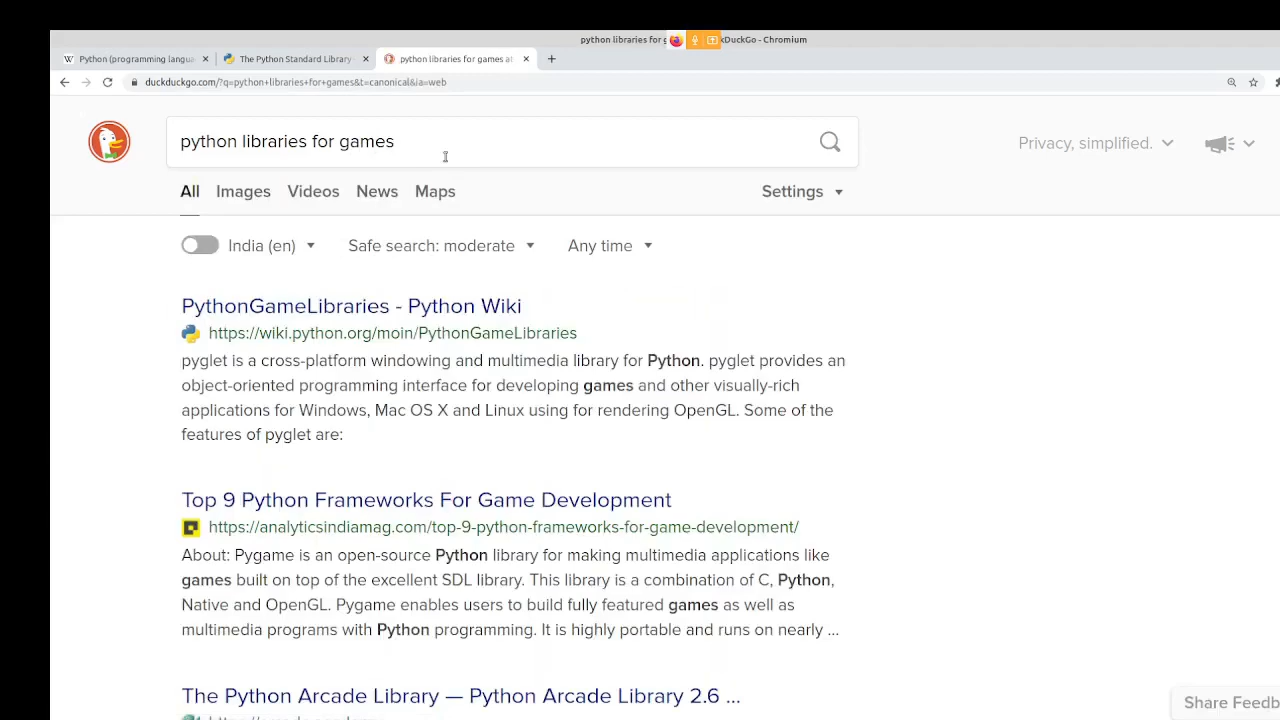 python libraries for g kDuckGo - Chromium
Python (programming langua × The Python Standard Library × python libraries for games at × +
duckduckgo.com/?q=python+libraries+for+games&t=canonical&ia=web
python libraries for games
Privacy, simplified.
All Images Videos News Maps Settings
India (en) Safe search: moderate Any time
PythonGameLibraries - Python Wiki
https://wiki.python.org/moin/PythonGameLibraries
pyglet is a cross-platform windowing and multimedia library for Python. pyglet provides an
object-oriented programming interface for developing games and other visually-rich
applications for Windows, Mac OS X and Linux using for rendering OpenGL. Some of the
features of pyglet are:
Top 9 Python Frameworks For Game Development
https://analyticsindiamag.com/top-9-python-frameworks-for-game-development/
About: Pygame is an open-source Python library for making multimedia applications like
games built on top of the excellent SDL library. This library is a combination of C, Python,
Native and OpenGL. Pygame enables users to build fully featured games as well as
multimedia programs with Python programming. It is highly portable and runs on nearly ...
The Python Arcade Library — Python Arcade Library 2.6 ...
Share Feedb